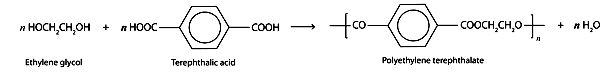 n HOCH₂CH₂OH + n HOOC COOH ⟶ —[CO COOCH₂CH₂O—]ₙ + n H₂O
Ethylene glycol Terephthalic acid Polyethylene terephthalate